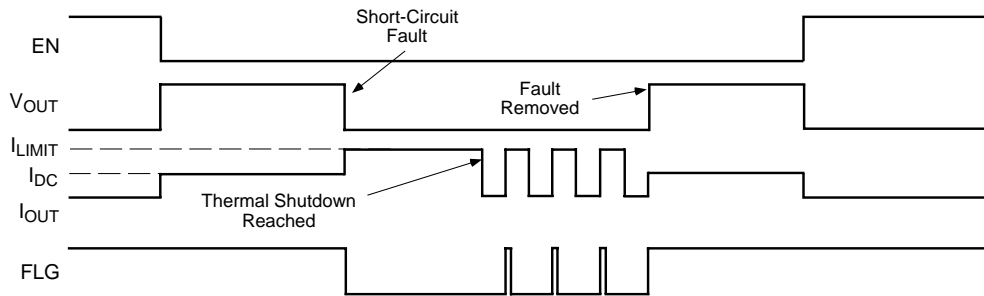 Short-Circuit
Fault
EN
VOUT
Fault
Removed
ILIMIT
IDC
Thermal Shutdown
Reached
IOUT
FLG